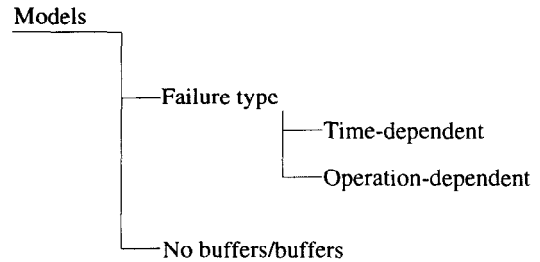 Models
Failure type
Time-dependent
Operation-dependent
No buffers/buffers